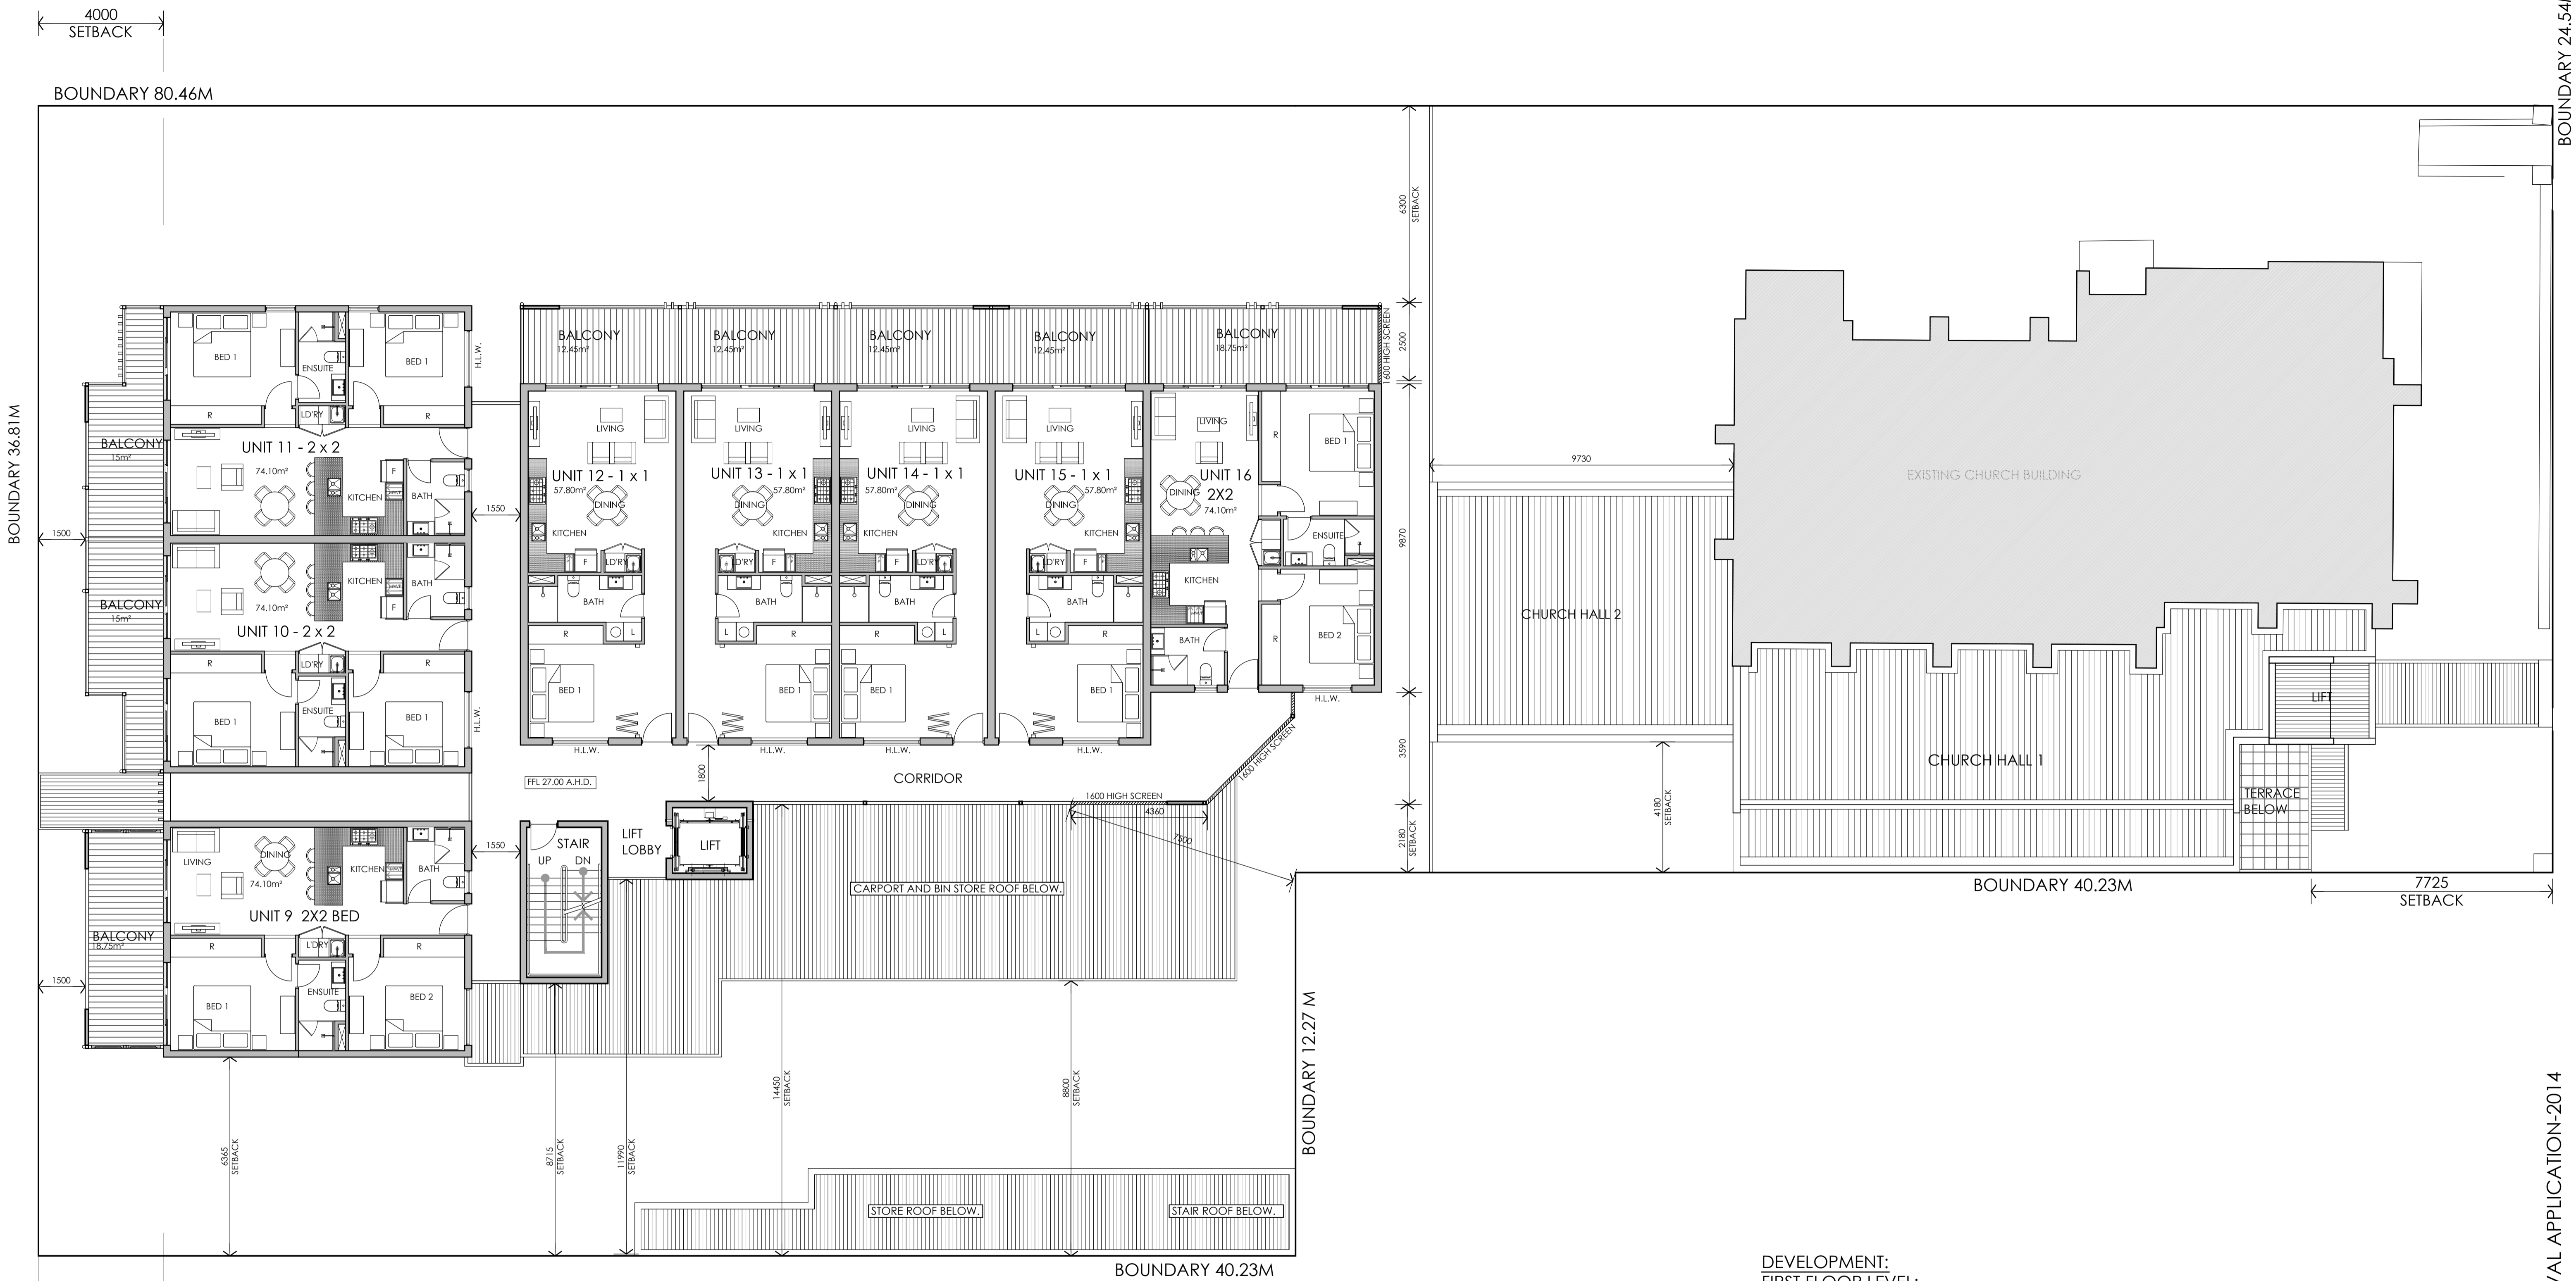 4000
SETBACK
BOUNDARY 80.46M
BOUNDARY 24.54
BOUNDARY 36.81M
6300
SETBACK
2500
1600 HIGH SCREEN
9870
3590
2180
SETBACK
BALCONY
12.45m²
BALCONY
12.45m²
BALCONY
12.45m²
BALCONY
12.45m²
BALCONY
18.75m²
BED 1
ENSUITE
BED 1
H.L.W.
R
LD'RY
R
BALCONY
15m²
UNIT 11 - 2 x 2
74.10m²
F
KITCHEN
BATH
1500
1550
KITCHEN
BATH
F
BALCONY
15m²
74.10m²
UNIT 10 - 2 x 2
R
LD'RY
R
BED 1
ENSUITE
BED 1
H.L.W.
LIVING
UNIT 12 - 1 x 1
57.80m²
DINING
KITCHEN
F
LD'RY
BATH
R
L
BED 1
H.L.W.
LIVING
UNIT 13 - 1 x 1
57.80m²
DINING
KITCHEN
LD'RY
F
BATH
L
R
BED 1
H.L.W.
LIVING
UNIT 14 - 1 x 1
57.80m²
DINING
KITCHEN
F
LD'RY
BATH
R
L
BED 1
H.L.W.
LIVING
UNIT 15 - 1 x 1
57.80m²
DINING
KITCHEN
LD'RY
F
BATH
L
R
BED 1
H.L.W.
LIVING
UNIT 16
2X2
DINING
74.10m²
KITCHEN
BATH
R
BED 1
ENSUITE
R
BED 2
H.L.W.
1600 HIGH SCREEN
FFL 27.00 A.H.D.
1800
CORRIDOR
1600 HIGH SCREEN
4360
7500
STAIR
UP
DN
LIFT
LOBBY
LIFT
1550
CARPORT AND BIN STORE ROOF BELOW.
LIVING
DINING
74.10m²
KITCHEN
BATH
UNIT 9 2X2 BED
BALCONY
18.75m²
R
L'DRY
R
1500
BED 1
ENSUITE
BED 2
6365
SETBACK
8715
SETBACK
11990
SETBACK
14450
SETBACK
8800
SETBACK
STORE ROOF BELOW.
STAIR ROOF BELOW.
BOUNDARY 40.23M
BOUNDARY 12.27 M
9730
EXISTING CHURCH BUILDING
CHURCH HALL 2
4180
SETBACK
CHURCH HALL 1
LIFT
TERRACE
BELOW
BOUNDARY 40.23M
7725
SETBACK
DEVELOPMENT:
FIRST FLOOR LEVEL:
VAL APPLICATION-2014